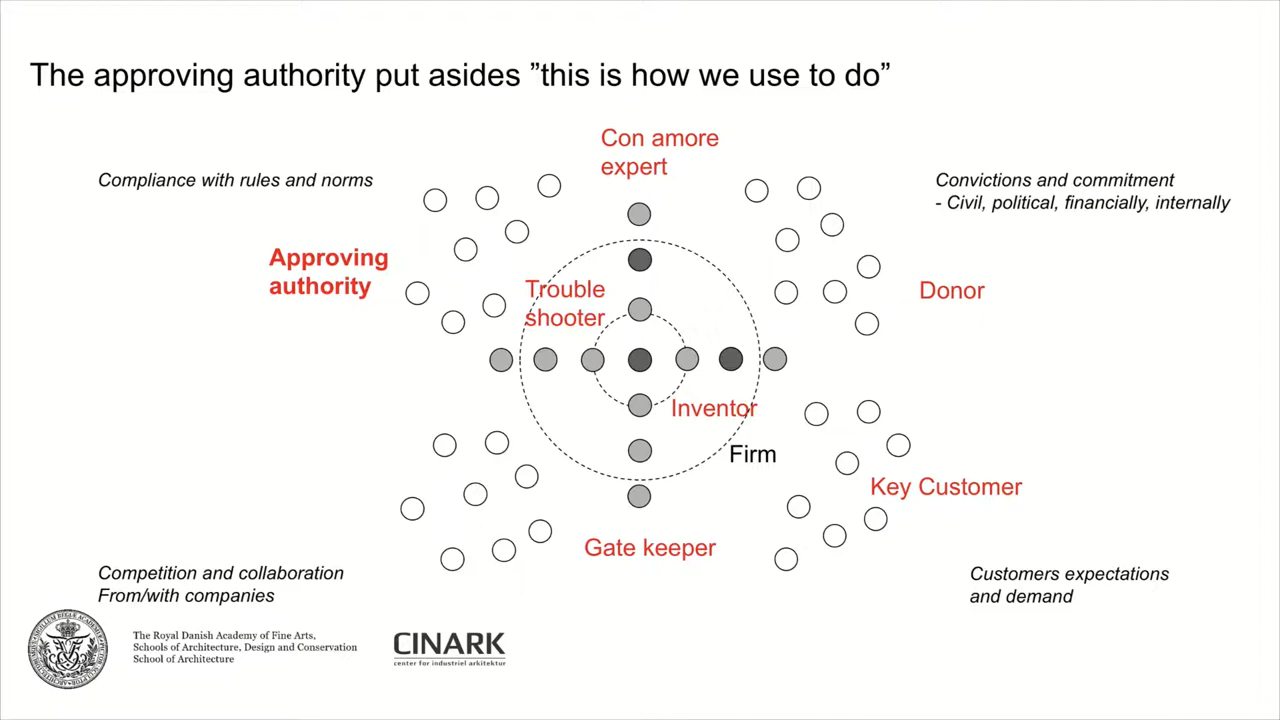 The approving authority put asides ”this is how we use to do”
Con amore
expert
Compliance with rules and norms
Convictions and commitment
- Civil, political, financially, internally
Approving
authority
Trouble
shooter
Donor
Inventor
Firm
Key Customer
Gate keeper
Competition and collaboration
From/with companies
Customers expectations
and demand
The Royal Danish Academy of Fine Arts,
Schools of Architecture, Design and Conservation
School of Architecture
CINARK
center for industriel arkitektur